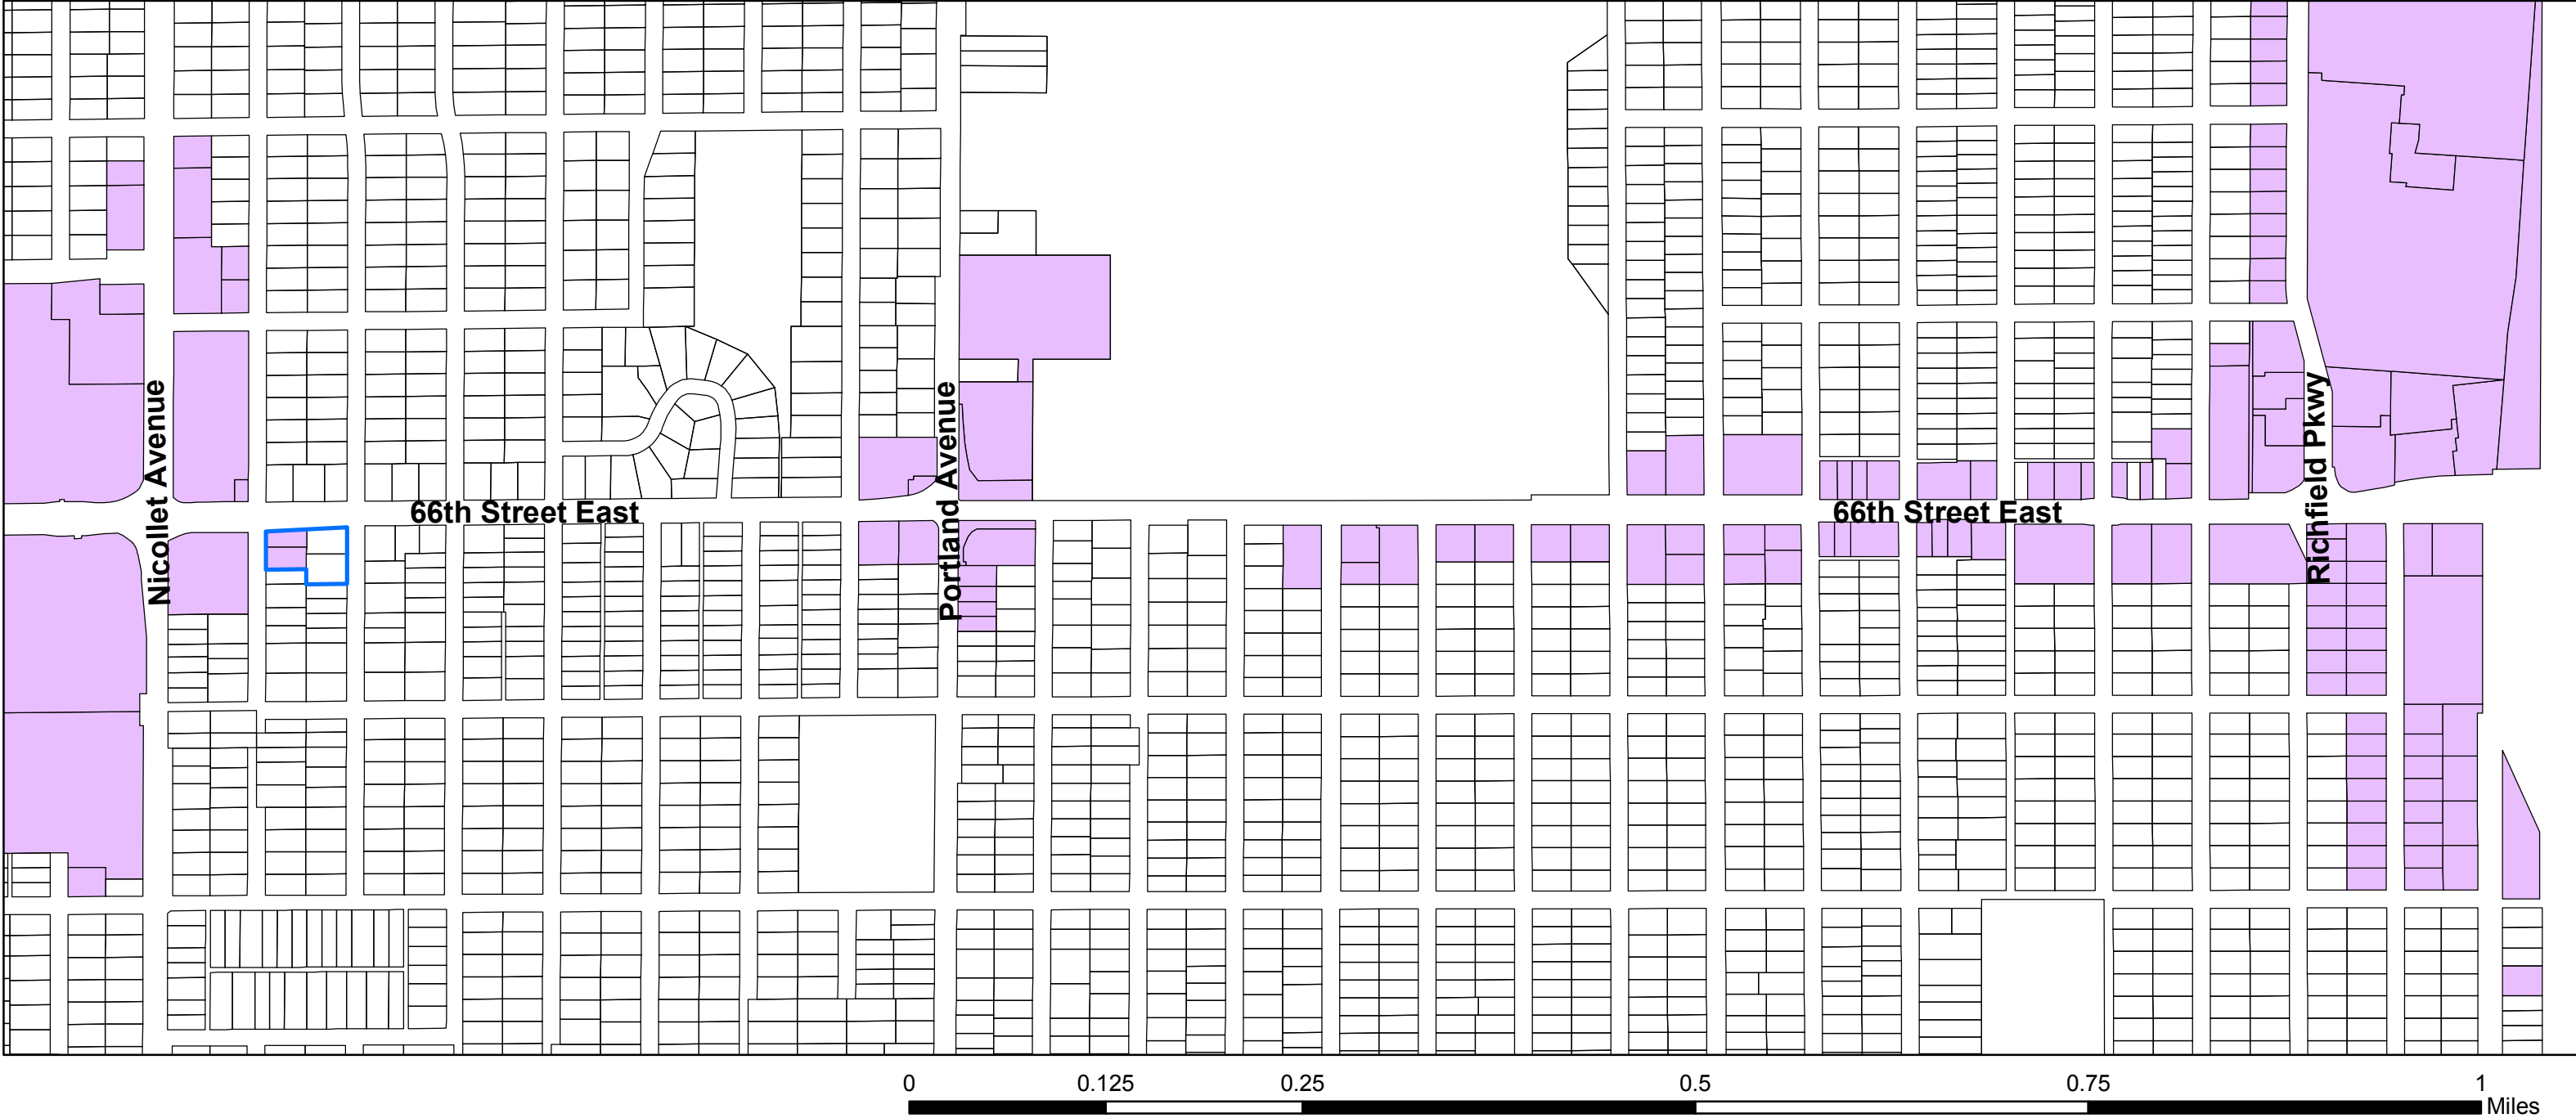 Nicollet Avenue
66th Street East
Portland Avenue
66th Street East
Richfield Pkwy
0 0.125 0.25 0.5 0.75 1
Miles